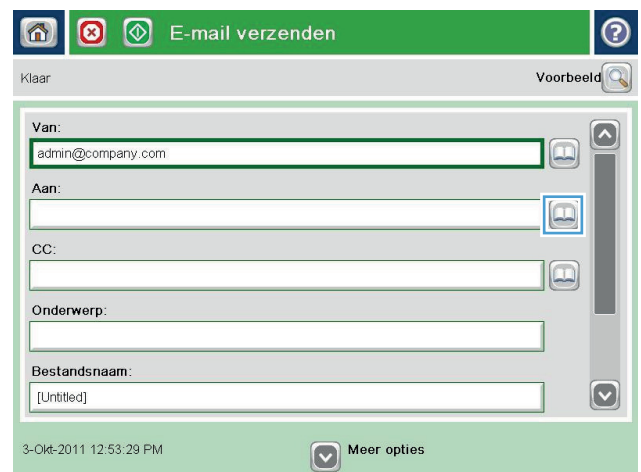 E-mail verzenden
?
Klaar
Voorbeeld
Van:
admin@company.com
Aan:
CC:
Onderwerp:
Bestandsnaam:
[Untitled]
3-Okt-2011 12:53:29 PM
Meer opties